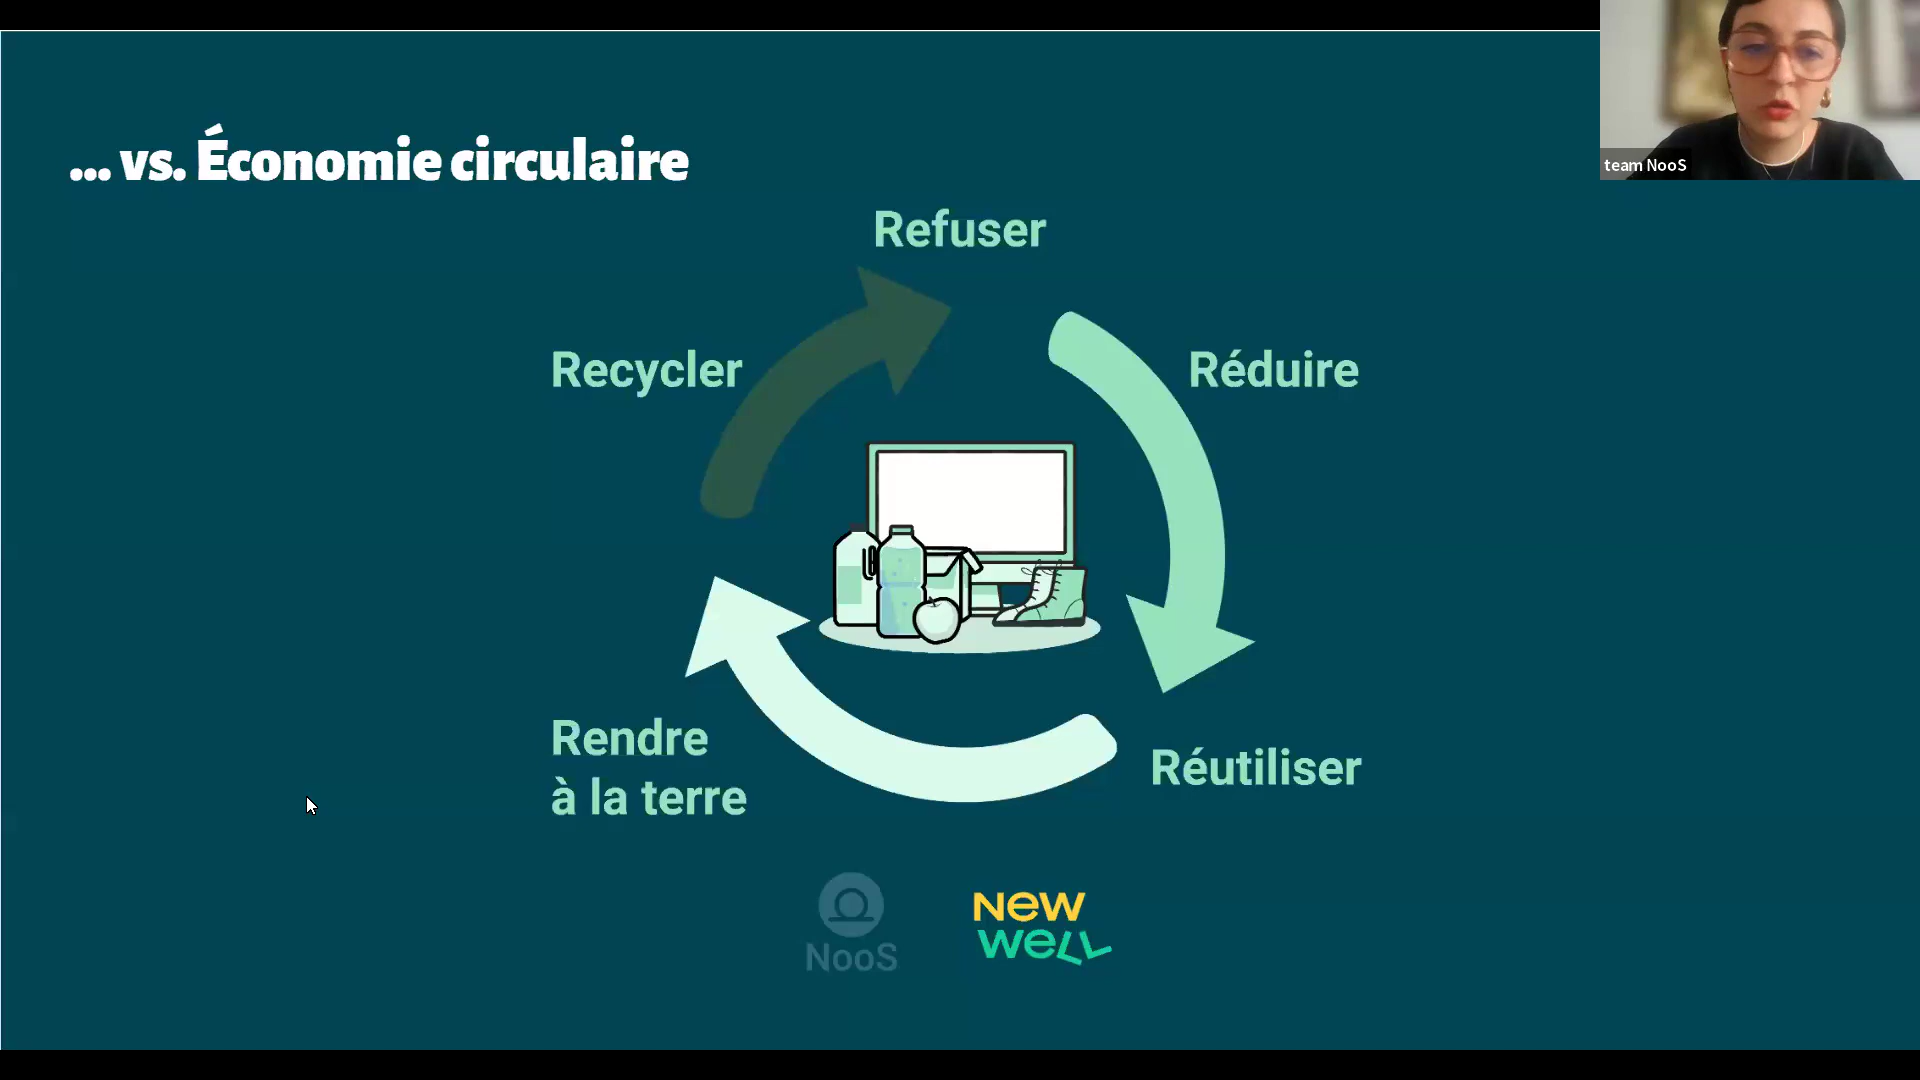 team NooS
... vs. Économie circulaire
Refuser
Recycler
Réduire
Rendre
à la terre
Réutiliser
NooS
New
Well